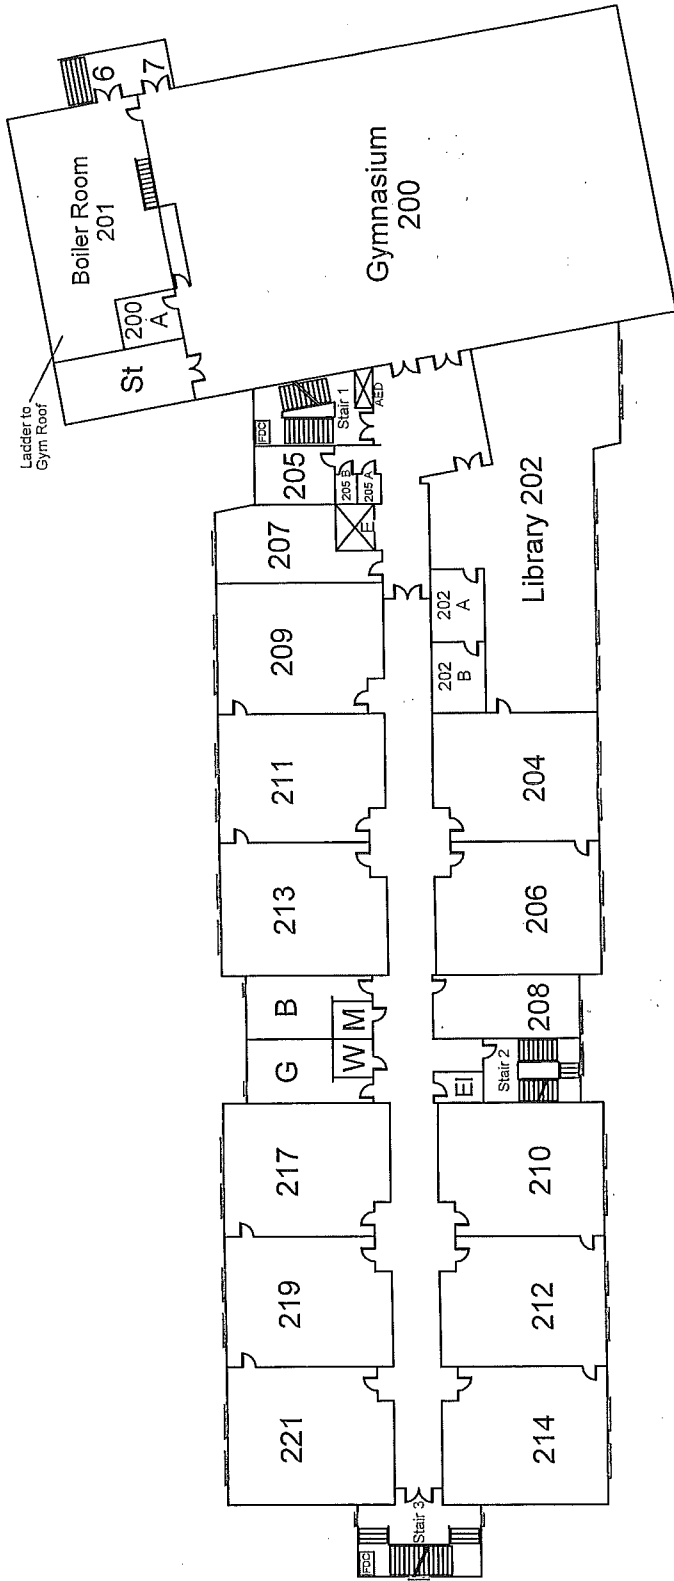 6
7
Boiler Room
201
Gymnasium
200
200
A
St
Ladder to
Gym Roof
FDC
Stair 1
AED
205
205 B
205 A
E
207
209
211
213
B
M
W
G
217
219
221
Library 202
202
A
202
B
204
206
208
Stair 2
El
210
212
214
Stair 3
FDC